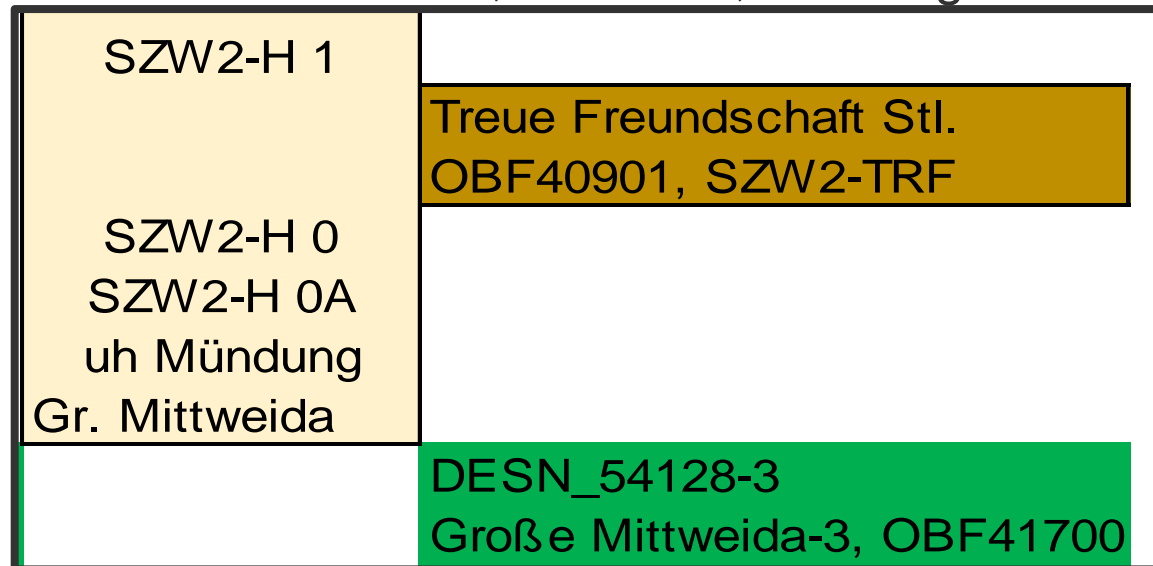 SZW2-H 1
Treue Freundschaft Stl.
OBF40901, SZW2-TRF
SZW2-H 0
SZW2-H 0A
uh Mündung
Gr. Mittweida
DESN_54128-3
Große Mittweida-3, OBF41700